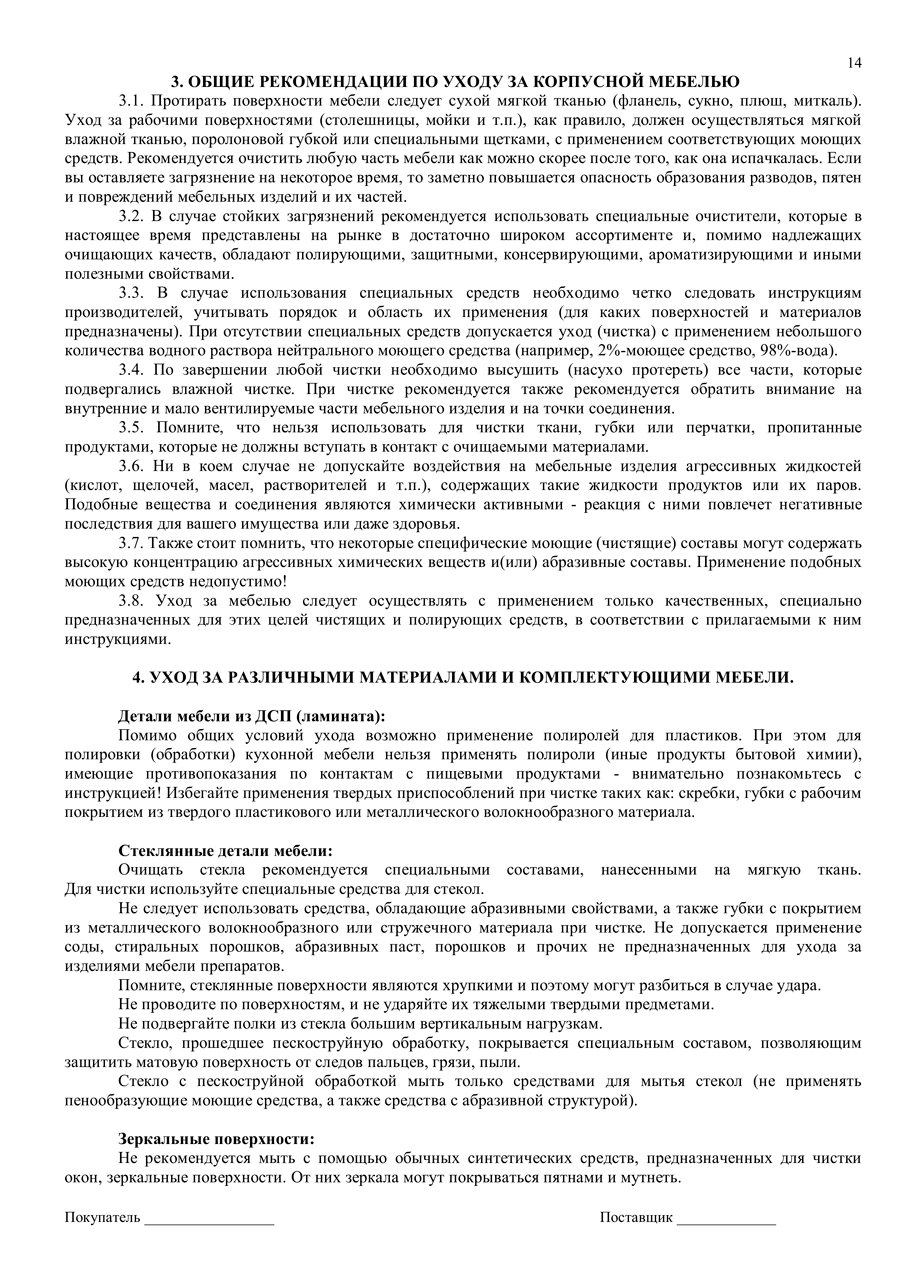 14
3. ОБЩИЕ РЕКОМЕНДАЦИИ ПО УХОДУ ЗА КОРПУСНОЙ МЕБЕЛЬЮ
3.1. Протирать поверхности мебели следует сухой мягкой тканью (фланель, сукно, плюш, миткаль).
Уход за рабочими поверхностями (столешницы, мойки и т.п.), как правило, должен осуществляться мягкой
влажной тканью, поролоновой губкой или специальными щетками, с применением соответствующих моющих
средств. Рекомендуется очистить любую часть мебели как можно скорее после того, как она испачкалась. Если
вы оставляете загрязнение на некоторое время, то заметно повышается опасность образования разводов, пятен
и повреждений мебельных изделий и их частей.
3.2. В случае стойких загрязнений рекомендуется использовать специальные очистители, которые в
настоящее время представлены на рынке в достаточно широком ассортименте и, помимо надлежащих
очищающих качеств, обладают полирующими, защитными, консервирующими, ароматизирующими и иными
полезными свойствами.
3.3. В случае использования специальных средств необходимо четко следовать инструкциям
производителей, учитывать порядок и область их применения (для каких поверхностей и материалов
предназначены). При отсутствии специальных средств допускается уход (чистка) с применением небольшого
количества водного раствора нейтрального моющего средства (например, 2%-моющее средство, 98%-вода).
3.4. По завершении любой чистки необходимо высушить (насухо протереть) все части, которые
подвергались влажной чистке. При чистке рекомендуется также рекомендуется обратить внимание на
внутренние и мало вентилируемые части мебельного изделия и на точки соединения.
3.5. Помните, что нельзя использовать для чистки ткани, губки или перчатки, пропитанные
продуктами, которые не должны вступать в контакт с очищаемыми материалами.
3.6. Ни в коем случае не допускайте воздействия на мебельные изделия агрессивных жидкостей
(кислот, щелочей, масел, растворителей и т.п.), содержащих такие жидкости продуктов или их паров.
Подобные вещества и соединения являются химически активными - реакция с ними повлечет негативные
последствия для вашего имущества или даже здоровья.
3.7. Также стоит помнить, что некоторые специфические моющие (чистящие) составы могут содержать
высокую концентрацию агрессивных химических веществ и(или) абразивные составы. Применение подобных
моющих средств недопустимо!
3.8. Уход за мебелью следует осуществлять с применением только качественных, специально
предназначенных для этих целей чистящих и полирующих средств, в соответствии с прилагаемыми к ним
инструкциями.
4. УХОД ЗА РАЗЛИЧНЫМИ МАТЕРИАЛАМИ И КОМПЛЕКТУЮЩИМИ МЕБЕЛИ.
Детали мебели из ДСП (ламината):
Помимо общих условий ухода возможно применение полиролей для пластиков. При этом для
полировки (обработки) кухонной мебели нельзя применять полироли (иные продукты бытовой химии),
имеющие противопоказания по контактам с пищевыми продуктами - внимательно познакомьтесь с
инструкцией! Избегайте применения твердых приспособлений при чистке таких как: скребки, губки с рабочим
покрытием из твердого пластикового или металлического волокнообразного материала.
Стеклянные детали мебели:
Очищать стекла рекомендуется специальными составами, нанесенными на мягкую ткань.
Для чистки используйте специальные средства для стекол.
Не следует использовать средства, обладающие абразивными свойствами, а также губки с покрытием
из металлического волокнообразного или стружечного материала при чистке. Не допускается применение
соды, стиральных порошков, абразивных паст, порошков и прочих не предназначенных для ухода за
изделиями мебели препаратов.
Помните, стеклянные поверхности являются хрупкими и поэтому могут разбиться в случае удара.
Не проводите по поверхностям, и не ударяйте их тяжелыми твердыми предметами.
Не подвергайте полки из стекла большим вертикальным нагрузкам.
Стекло, прошедшее пескоструйную обработку, покрывается специальным составом, позволяющим
защитить матовую поверхность от следов пальцев, грязи, пыли.
Стекло с пескоструйной обработкой мыть только средствами для мытья стекол (не применять
пенообразующие моющие средства, а также средства с абразивной структурой).
Зеркальные поверхности:
Не рекомендуется мыть с помощью обычных синтетических средств, предназначенных для чистки
окон, зеркальные поверхности. От них зеркала могут покрываться пятнами и мутнеть.
Покупатель _________________ Поставщик _____________